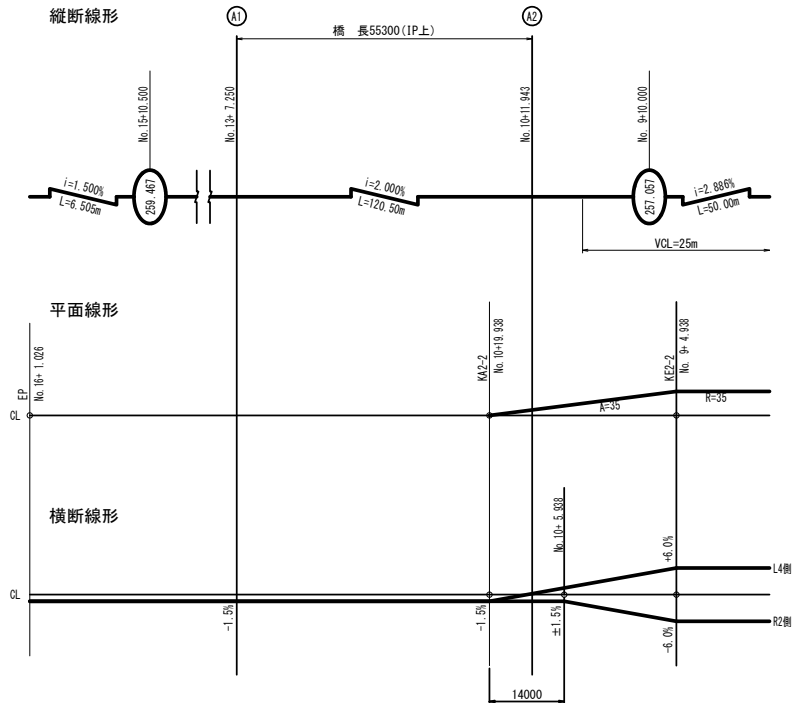 縦断線形
A1
A2
橋 長55300(IP上)
No.15+10.500
No.13+ 7.250
No.10+11.943
No. 9+10.000
i=1.500%
L=6.505m
259.467
i=2.000%
L=120.50m
257.057
i=2.886%
L=50.00m
VCL=25m
平面線形
EP
No.16+ 1.026
KA2-2
No.10+19.938
KE2-2
No. 9+ 4.938
CL
A=35
R=35
横断線形
No.10+ 5.938
+6.0%
L4側
CL
-1.5%
-1.5%
±1.5%
-6.0%
R2側
14000